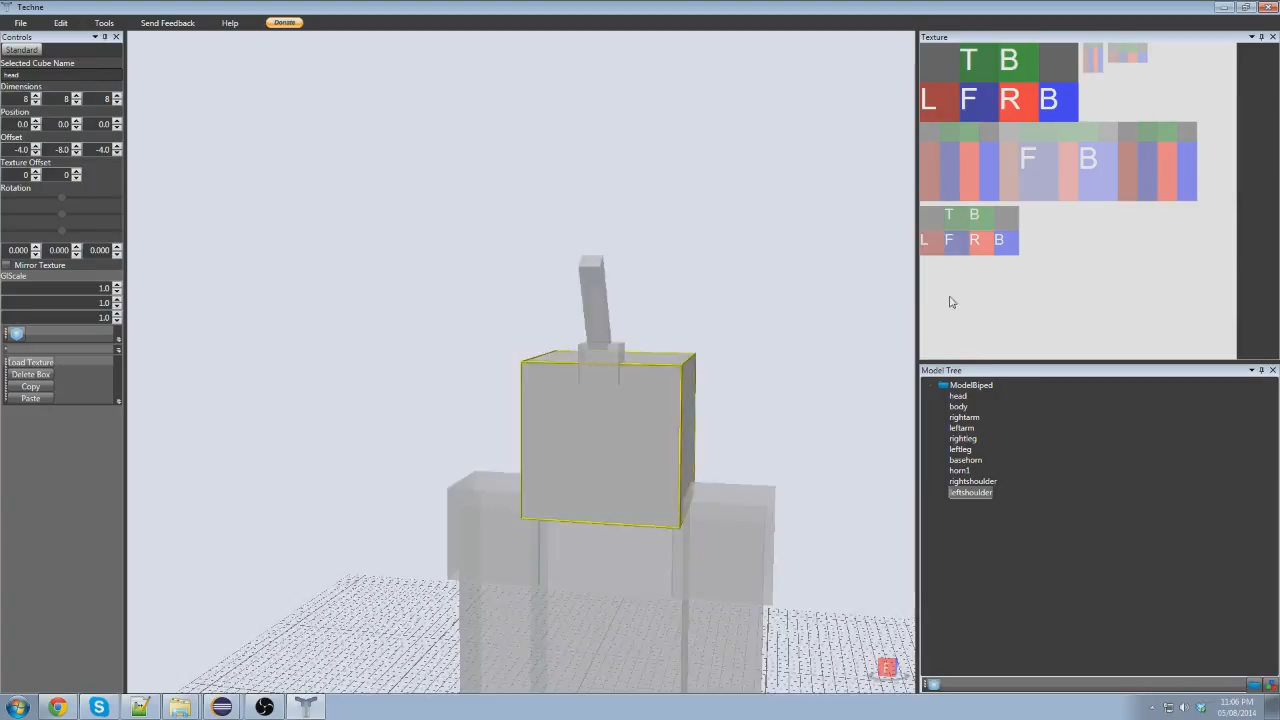 Techne
File Edit Tools Send Feedback Help Donate
Controls
Standard
Selected Cube Name
head
Dimensions
8 8 8
Position
0.0 0.0 0.0
Offset
-4.0 -8.0 -4.0
Texture Offset
0 0
Rotation
0.000 0.000 0.000
Mirror Texture
GlScale
1.0
1.0
1.0
Load Texture
Delete Box
Copy
Paste
Texture
T B
L F R B
F B
T B
L F R B
Model Tree
ModelBiped
head
body
rightarm
leftarm
rightleg
leftleg
basehorn
horn1
rightshoulder
leftshoulder
F
11:06 PM
05/08/2014